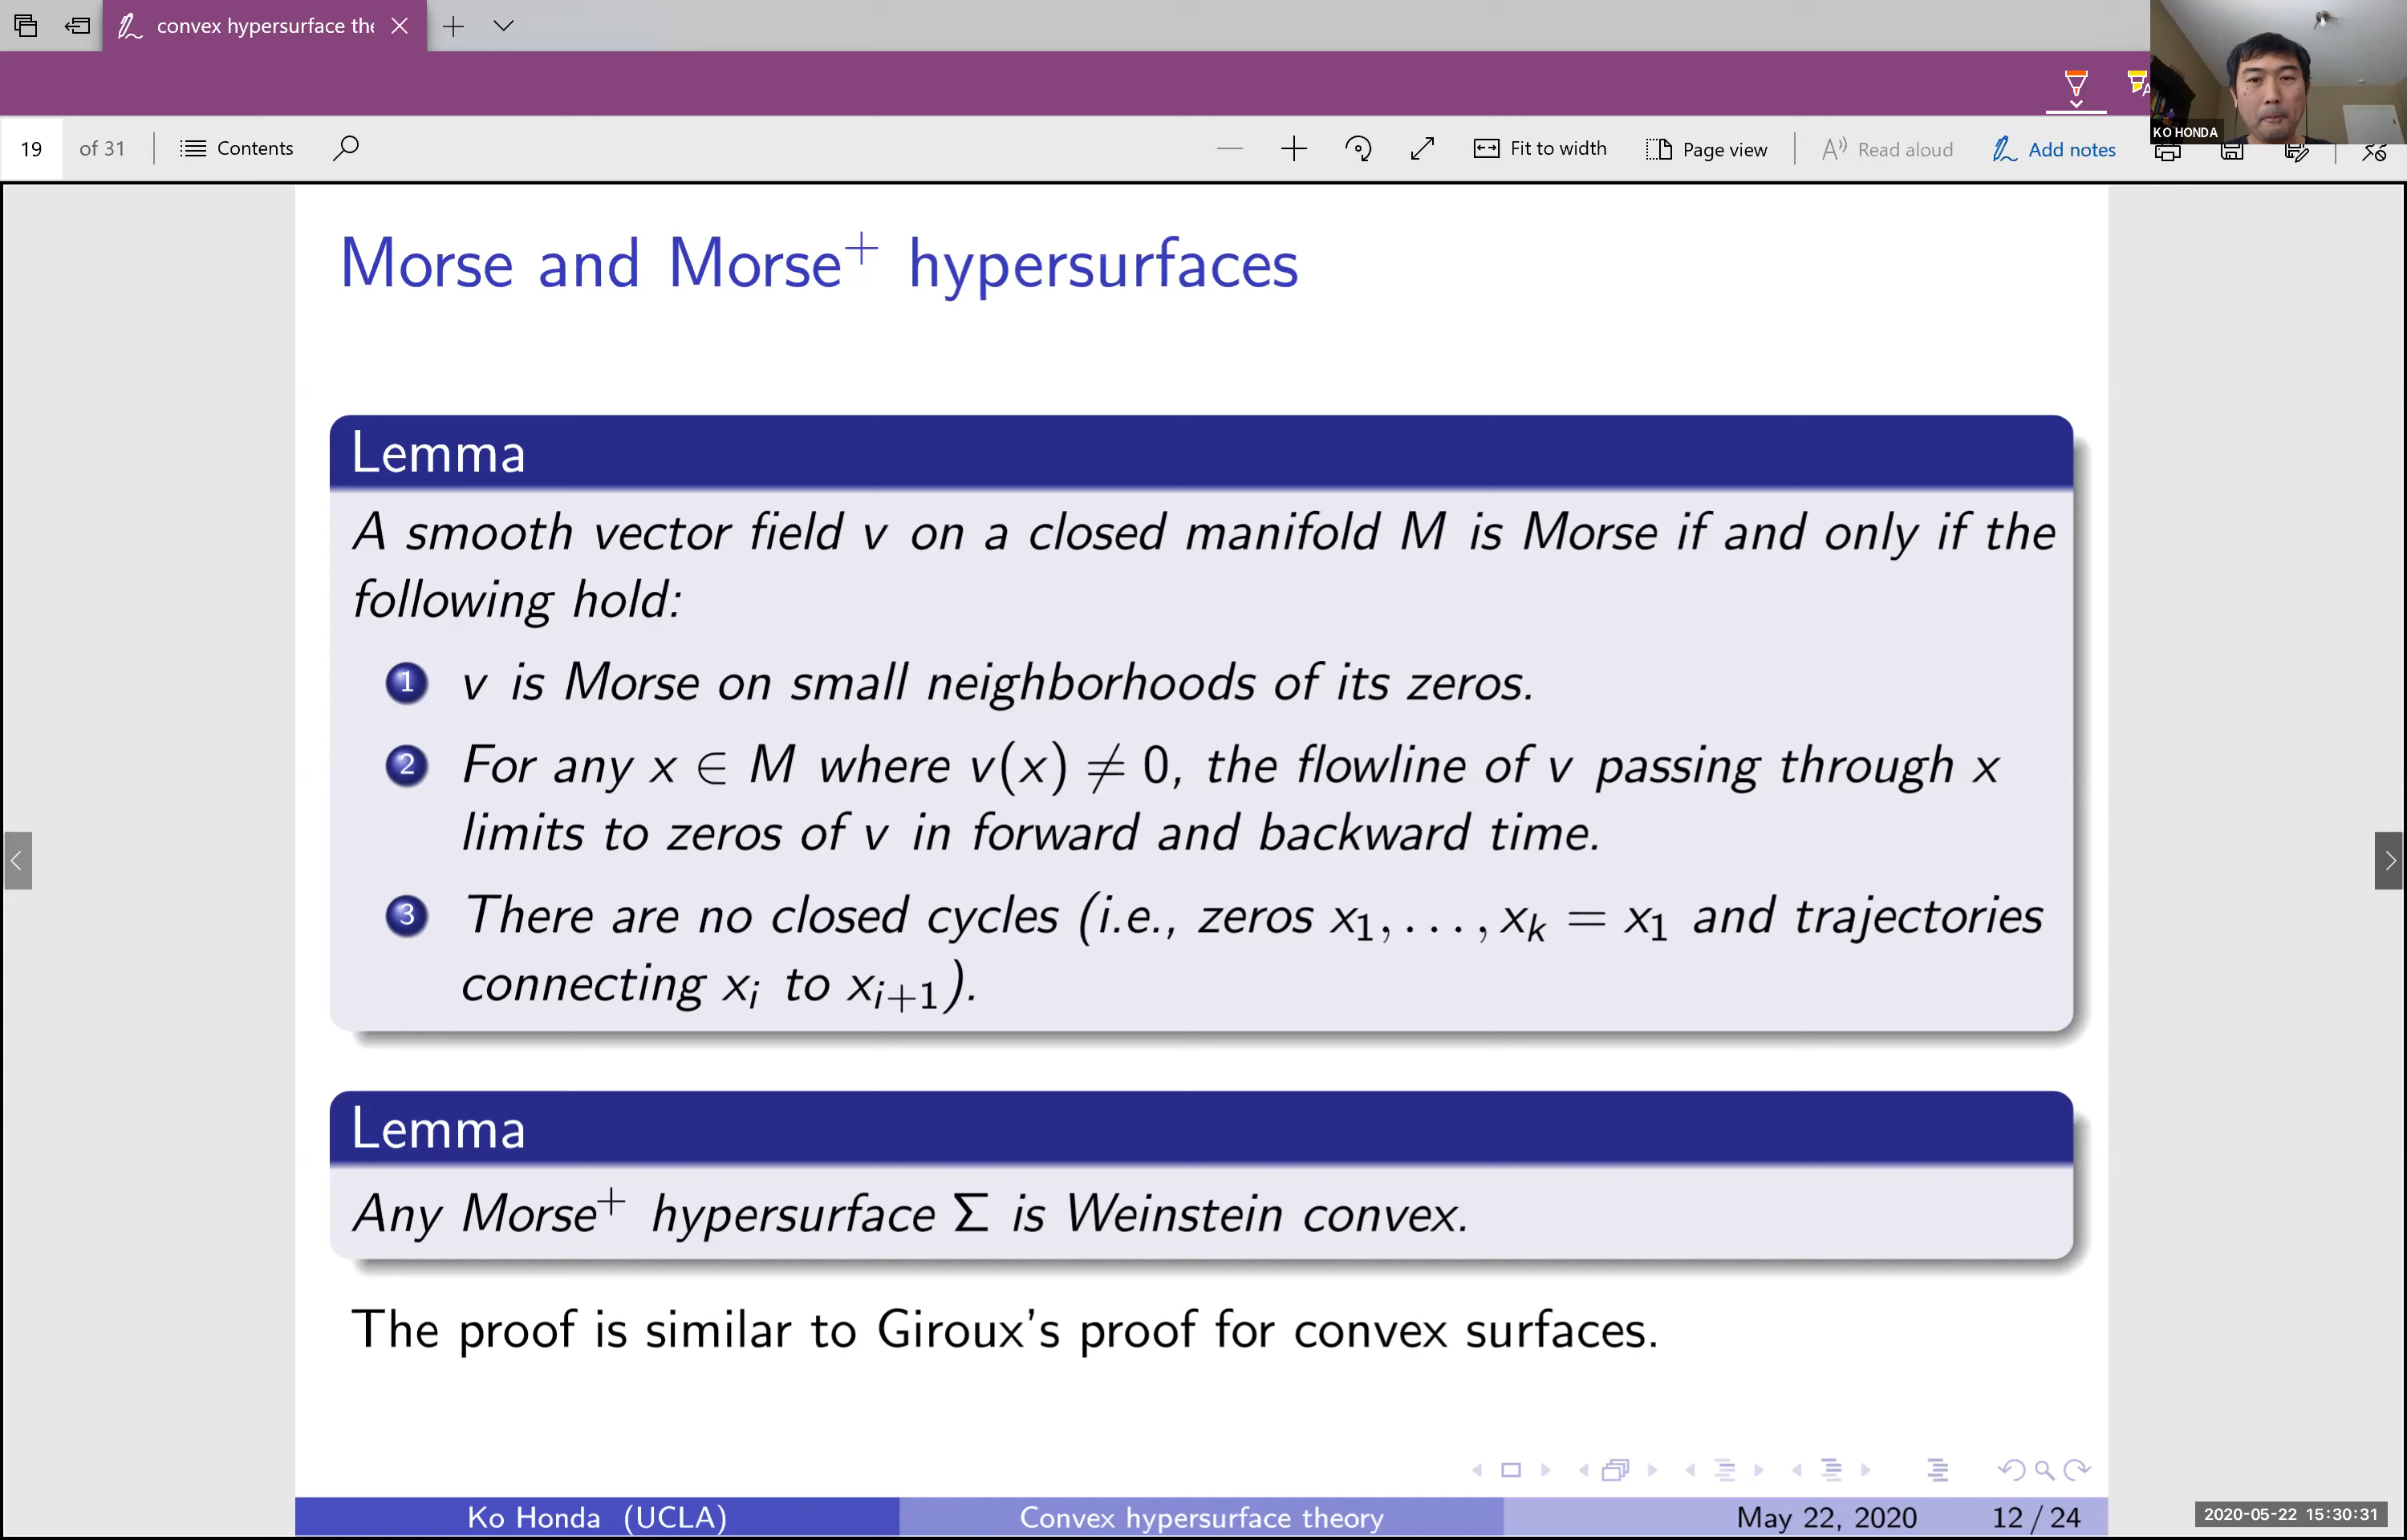 convex hypersurface the
KO HONDA
19 of 31 Contents Fit to width Page view Read aloud Add notes
Morse and Morse⁺ hypersurfaces
Lemma
A smooth vector field v on a closed manifold M is Morse if and only if the
following hold:
1 v is Morse on small neighborhoods of its zeros.
2 For any x ∈ M where v(x) ≠ 0, the flowline of v passing through x
limits to zeros of v in forward and backward time.
3 There are no closed cycles (i.e., zeros x₁, . . . , xₖ = x₁ and trajectories
connecting xᵢ to xᵢ₊₁).
Lemma
Any Morse⁺ hypersurface Σ is Weinstein convex.
The proof is similar to Giroux's proof for convex surfaces.
Ko Honda (UCLA) Convex hypersurface theory May 22, 2020 12 / 24
2020-05-22 15:30:31